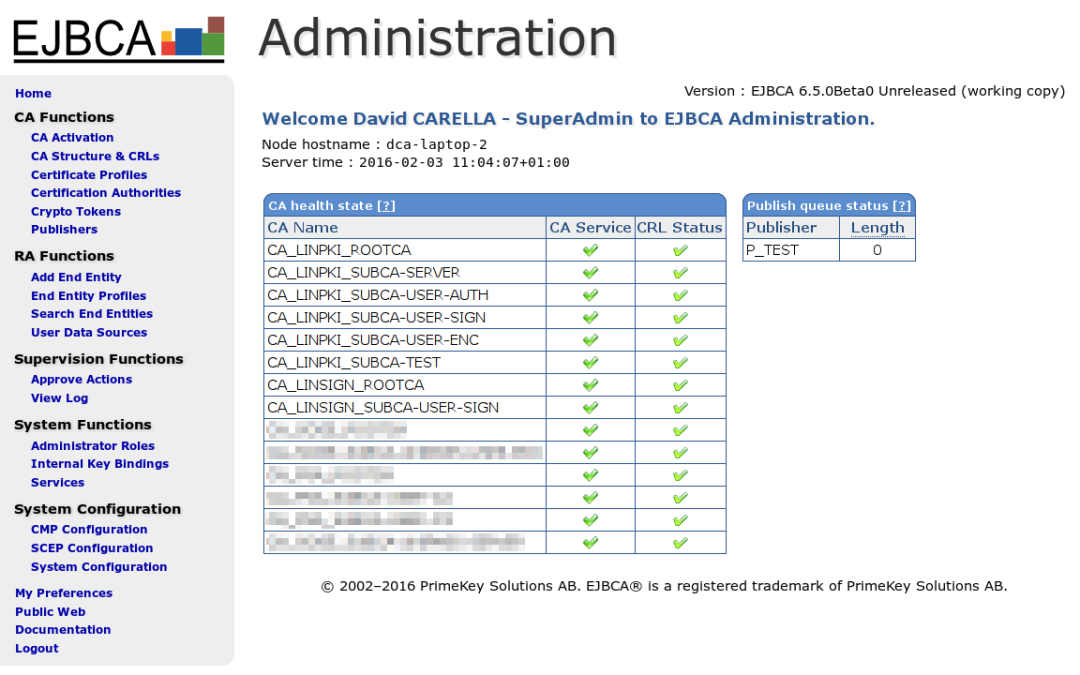 EJBCA Administration
Home
CA Functions
CA Activation
CA Structure & CRLs
Certificate Profiles
Certification Authorities
Crypto Tokens
Publishers
RA Functions
Add End Entity
End Entity Profiles
Search End Entities
User Data Sources
Supervision Functions
Approve Actions
View Log
System Functions
Administrator Roles
Internal Key Bindings
Services
System Configuration
CMP Configuration
SCEP Configuration
System Configuration
My Preferences
Public Web
Documentation
Logout
Version : EJBCA 6.5.0Beta0 Unreleased (working copy)
Welcome David CARELLA - SuperAdmin to EJBCA Administration.
Node hostname : dca-laptop-2
Server time : 2016-02-03 11:04:07+01:00
CA health state [?]
CA Name CA Service CRL Status
CA_LINPKI_ROOTCA
CA_LINPKI_SUBCA-SERVER
CA_LINPKI_SUBCA-USER-AUTH
CA_LINPKI_SUBCA-USER-SIGN
CA_LINPKI_SUBCA-USER-ENC
CA_LINPKI_SUBCA-TEST
CA_LINSIGN_ROOTCA
CA_LINSIGN_SUBCA-USER-SIGN
Publish queue status [?]
Publisher Length
P_TEST 0
© 2002–2016 PrimeKey Solutions AB. EJBCA® is a registered trademark of PrimeKey Solutions AB.